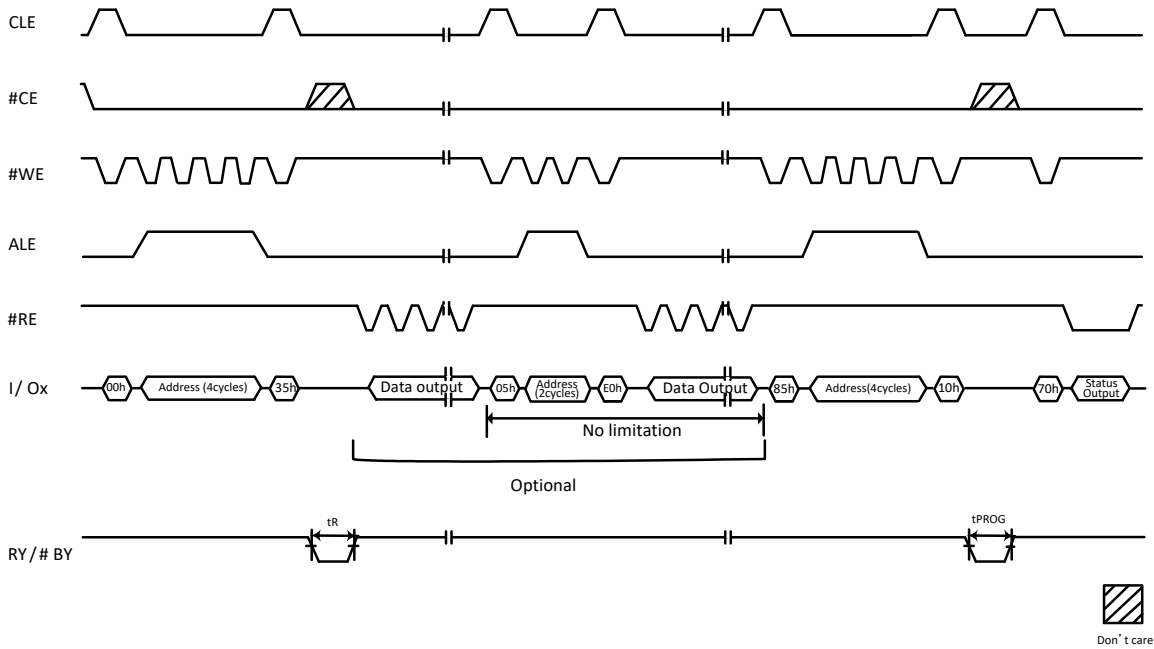 CLE
#CE
#WE
ALE
#RE
I/Ox
00h
Address (4cycles)
35h
Data output
05h
Address
(2cycles)
E0h
Data Output
85h
Address(4cycles)
10h
70h
Status
Output
No limitation
Optional
tR
tPROG
RY/# BY
Don't care